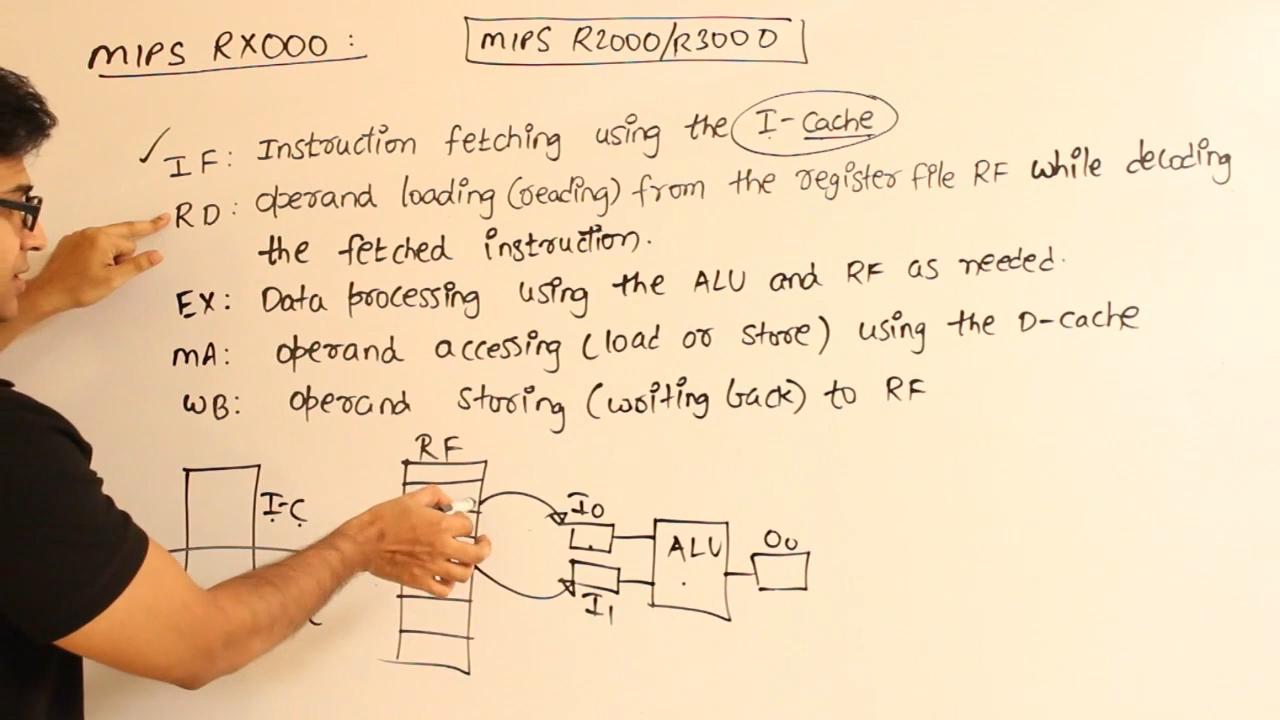 MIPS RX000 :
MIPS R2000/R3000
✓ IF: Instruction fetching using the I-cache
RD: operand loading (reading) from the register file RF while decoding
the fetched instruction.
EX: Data processing using the ALU and RF as needed.
MA: operand accessing (load or store) using the D-cache
WB: operand storing (writing back) to RF
RF
I-C
I0
ALU
O0
I1